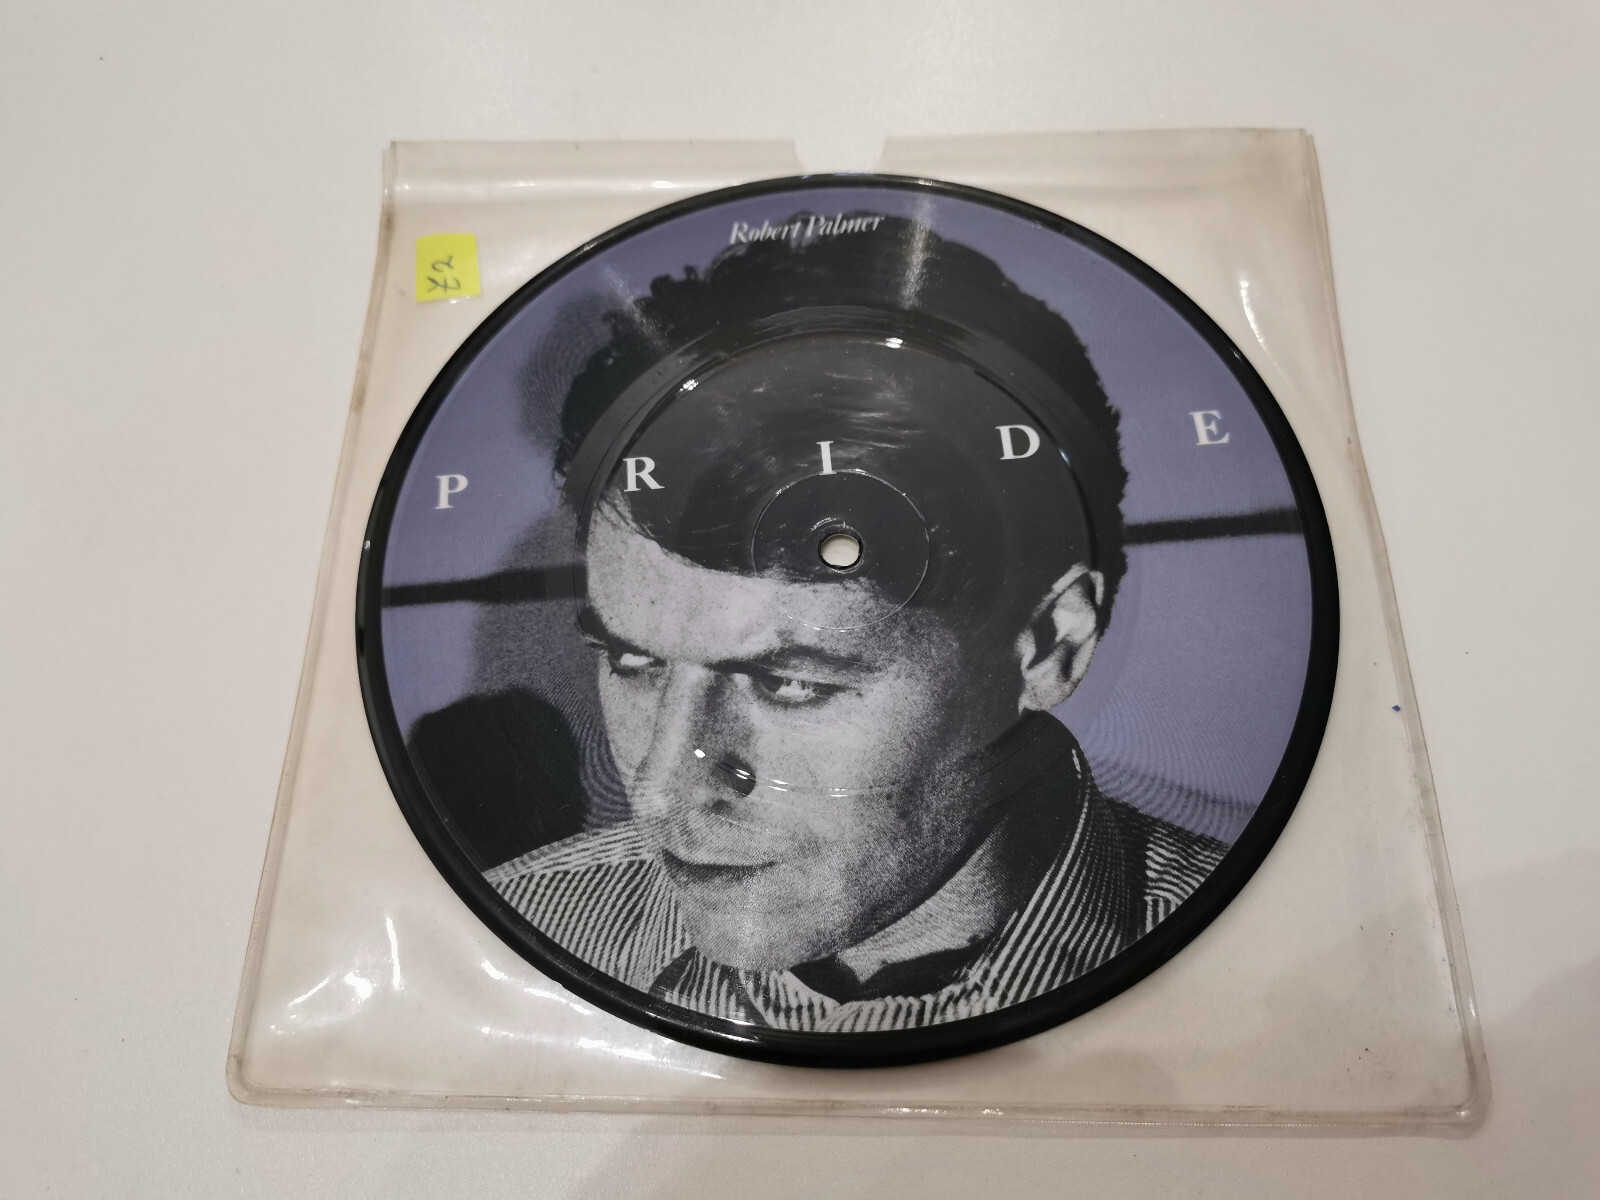 Robert Palmer
£2
P R I D E